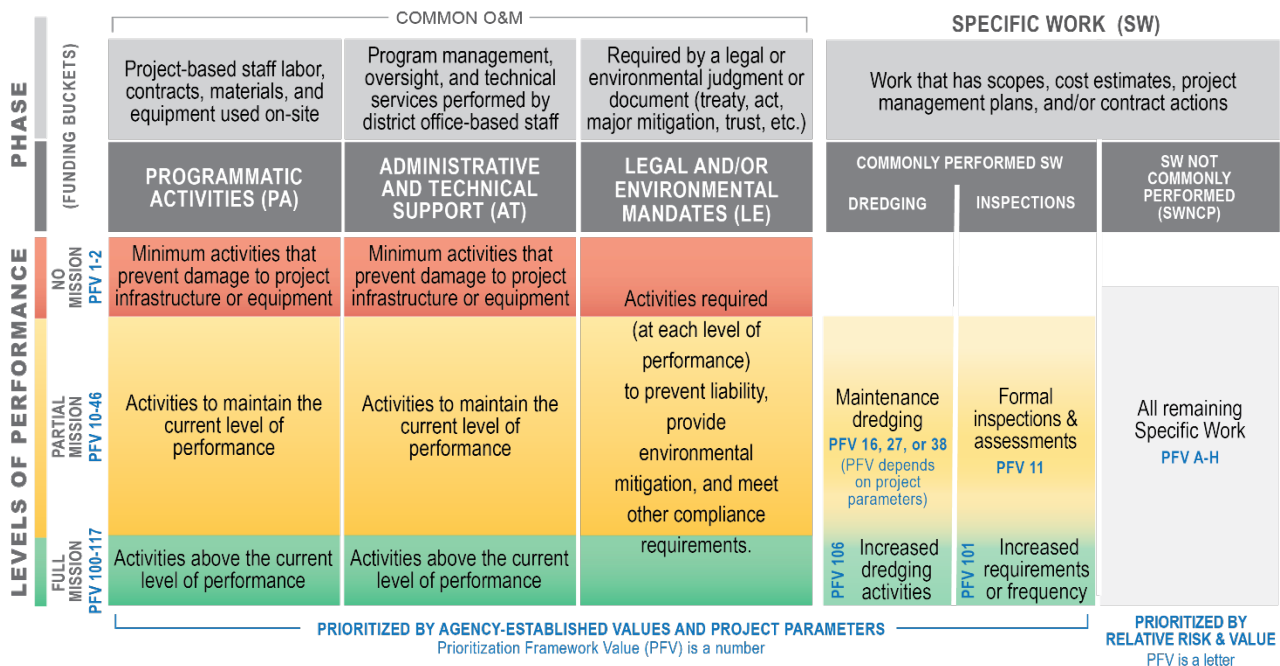 COMMON O&M
SPECIFIC WORK (SW)
PHASE
(FUNDING BUCKETS)
Project-based staff labor,
contracts, materials, and
equipment used on-site
Program management,
oversight, and technical
services performed by
district office-based staff
Required by a legal or
environmental judgment or
document (treaty, act,
major mitigation, trust, etc.)
Work that has scopes, cost estimates, project
management plans, and/or contract actions
PROGRAMMATIC
ACTIVITIES (PA)
ADMINISTRATIVE
AND TECHNICAL
SUPPORT (AT)
LEGAL AND/OR
ENVIRONMENTAL
MANDATES (LE)
COMMONLY PERFORMED SW
DREDGING
INSPECTIONS
SW NOT
COMMONLY
PERFORMED
(SWNCP)
LEVELS OF PERFORMANCE
NO
MISSION
PFV 1-2
Minimum activities that
prevent damage to project
infrastructure or equipment
Minimum activities that
prevent damage to project
infrastructure or equipment
Activities required
(at each level of
performance)
to prevent liability,
provide
environmental
mitigation, and meet
other compliance
requirements.
PARTIAL
MISSION
PFV 10-46
Activities to maintain the
current level of
performance
Activities to maintain the
current level of
performance
Maintenance
dredging
PFV 16, 27, or 38
(PFV depends
on project
parameters)
Formal
inspections &
assessments
PFV 11
All remaining
Specific Work
PFV A-H
FULL
MISSION
PFV 100-117
Activities above the current
level of performance
Activities above the current
level of performance
PFV 106
Increased
dredging
activities
PFV 101
Increased
requirements
or frequency
PRIORITIZED BY AGENCY-ESTABLISHED VALUES AND PROJECT PARAMETERS
Prioritization Framework Value (PFV) is a number
PRIORITIZED BY
RELATIVE RISK & VALUE
PFV is a letter